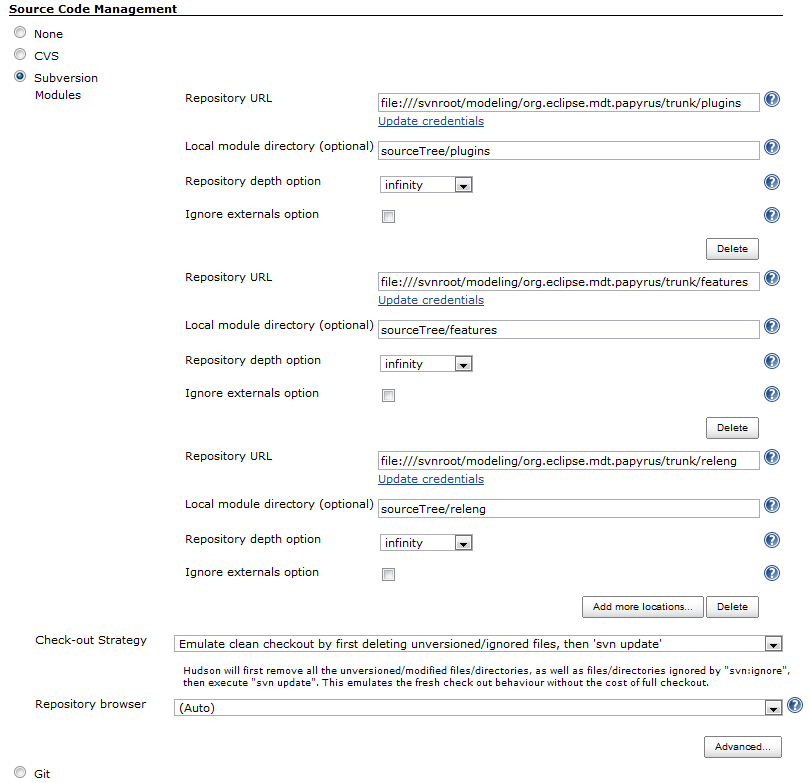 Source Code Management
None
CVS
Subversion
Modules
Repository URL file:///svnroot/modeling/org.eclipse.mdt.papyrus/trunk/plugins ?
Update credentials
Local module directory (optional) sourceTree/plugins ?
Repository depth option infinity ?
Ignore externals option ?
Delete
Repository URL file:///svnroot/modeling/org.eclipse.mdt.papyrus/trunk/features ?
Update credentials
Local module directory (optional) sourceTree/features ?
Repository depth option infinity ?
Ignore externals option ?
Delete
Repository URL file:///svnroot/modeling/org.eclipse.mdt.papyrus/trunk/releng ?
Update credentials
Local module directory (optional) sourceTree/releng ?
Repository depth option infinity ?
Ignore externals option ?
Add more locations... Delete
Check-out Strategy Emulate clean checkout by first deleting unversioned/ignored files, then 'svn update'
Hudson will first remove all the unversioned/modified files/directories, as well as files/directories ignored by "svn:ignore",
then execute "svn update". This emulates the fresh check out behaviour without the cost of full checkout.
Repository browser (Auto) ?
Advanced...
Git